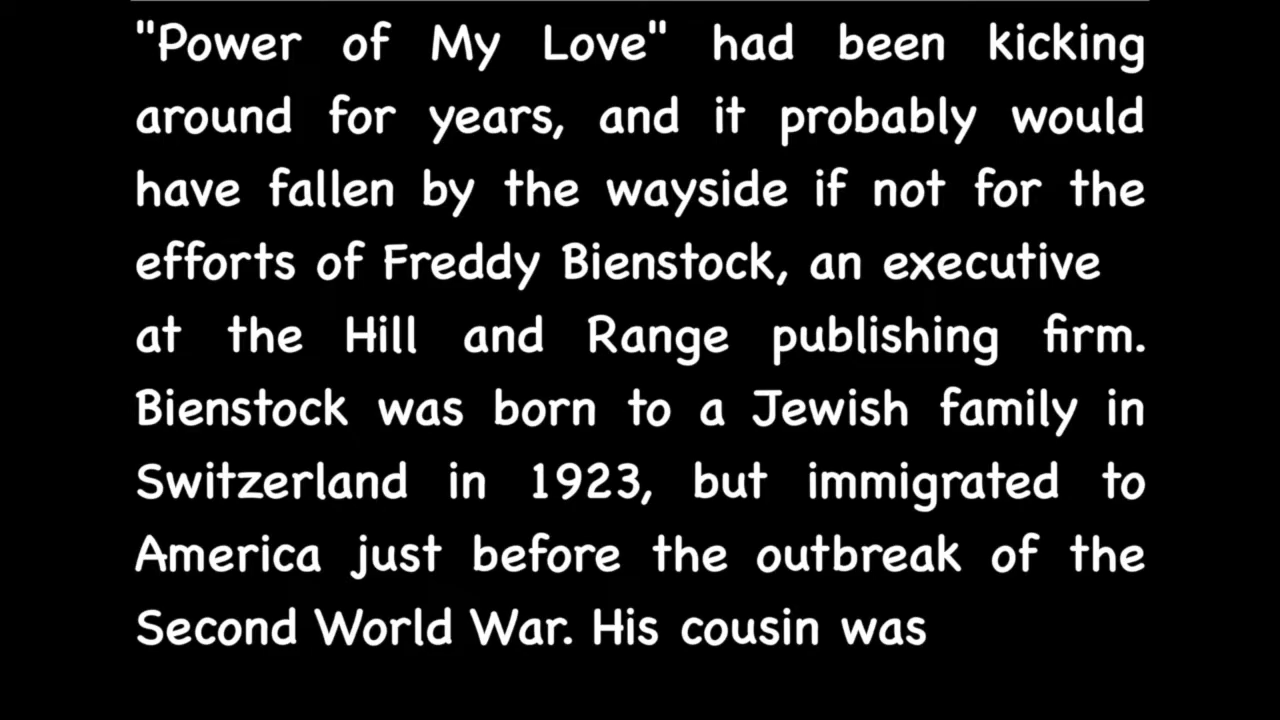 "Power of My Love" had been kicking
around for years, and it probably would
have fallen by the wayside if not for the
efforts of Freddy Bienstock, an executive
at the Hill and Range publishing firm.
Bienstock was born to a Jewish family in
Switzerland in 1923, but immigrated to
America just before the outbreak of the
Second World War. His cousin was